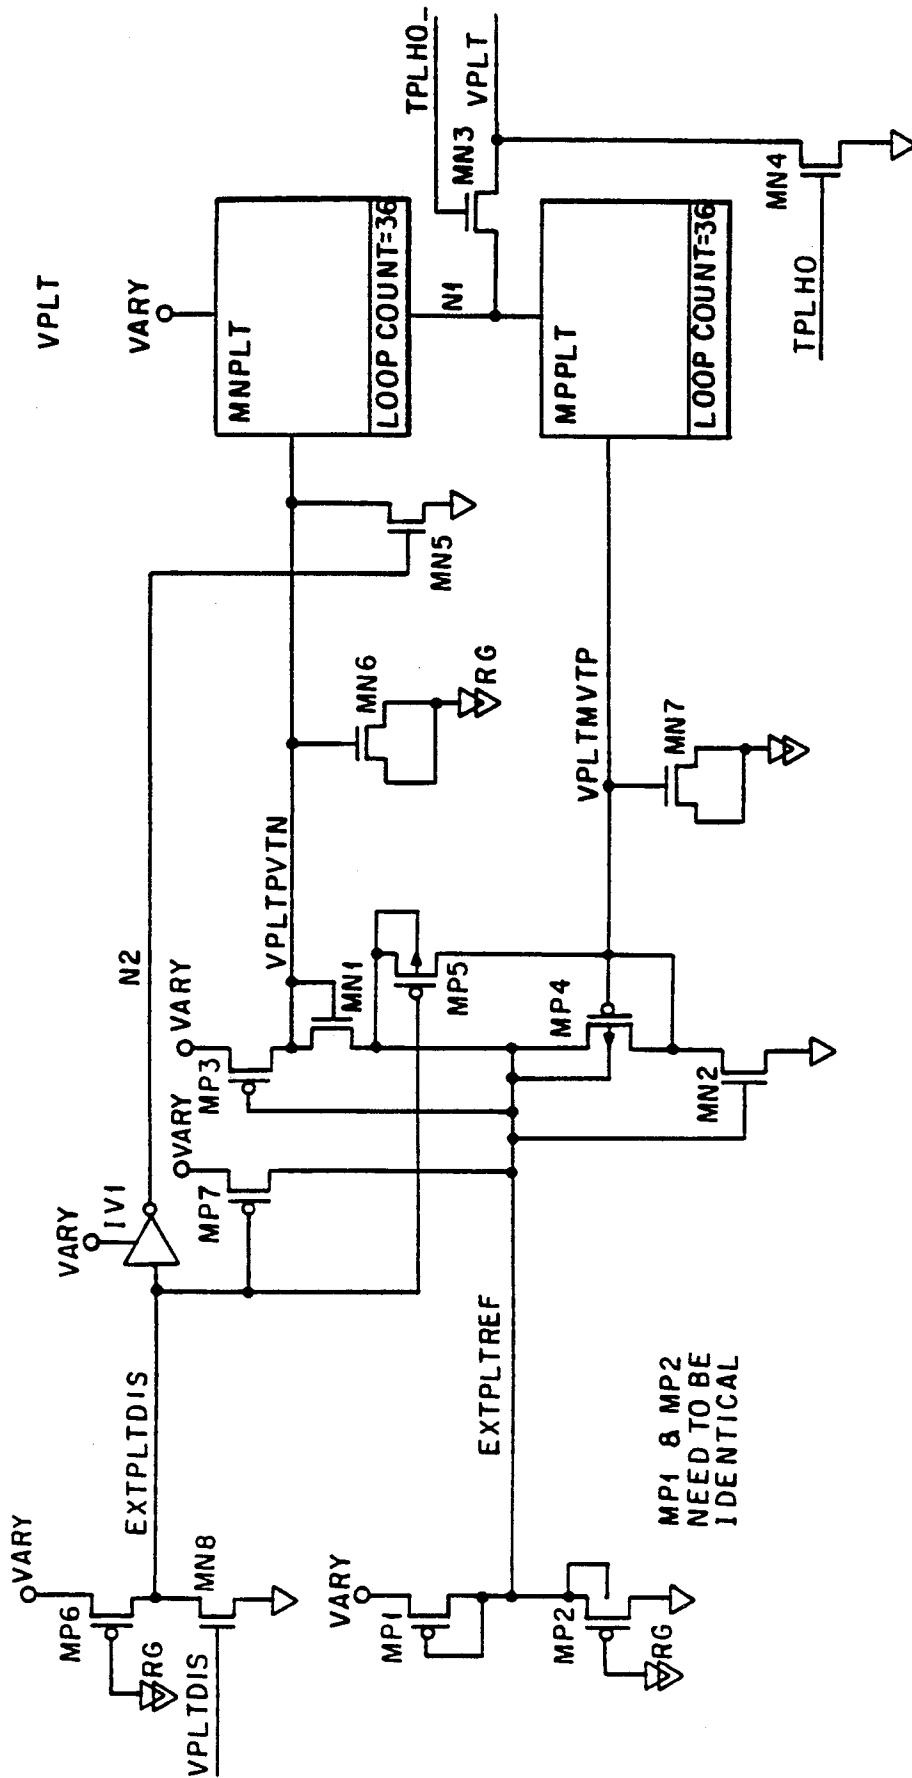 VPLT
VARY
MP6
RG
VPLTDIS
MN8
EXTPLTDIS
VARY
IV1
N2
VARY
MP7
VARY
MP3
VPLTPVTN
MN1
MP5
MN6
RG
MN5
VARY
MNPLT
LOOP COUNT=36
N1
MN3
TPLHO_
VPLT
MPPLT
LOOP COUNT=36
MN4
TPLHO
VPLTMVTP
MN7
MP4
MN2
EXTPLTREF
VARY
MP1
MP2
RG
MP1 & MP2
NEED TO BE
IDENTICAL